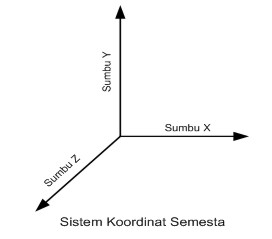 Sumbu Y
Sumbu X
Sumbu Z
Sistem Koordinat Semesta